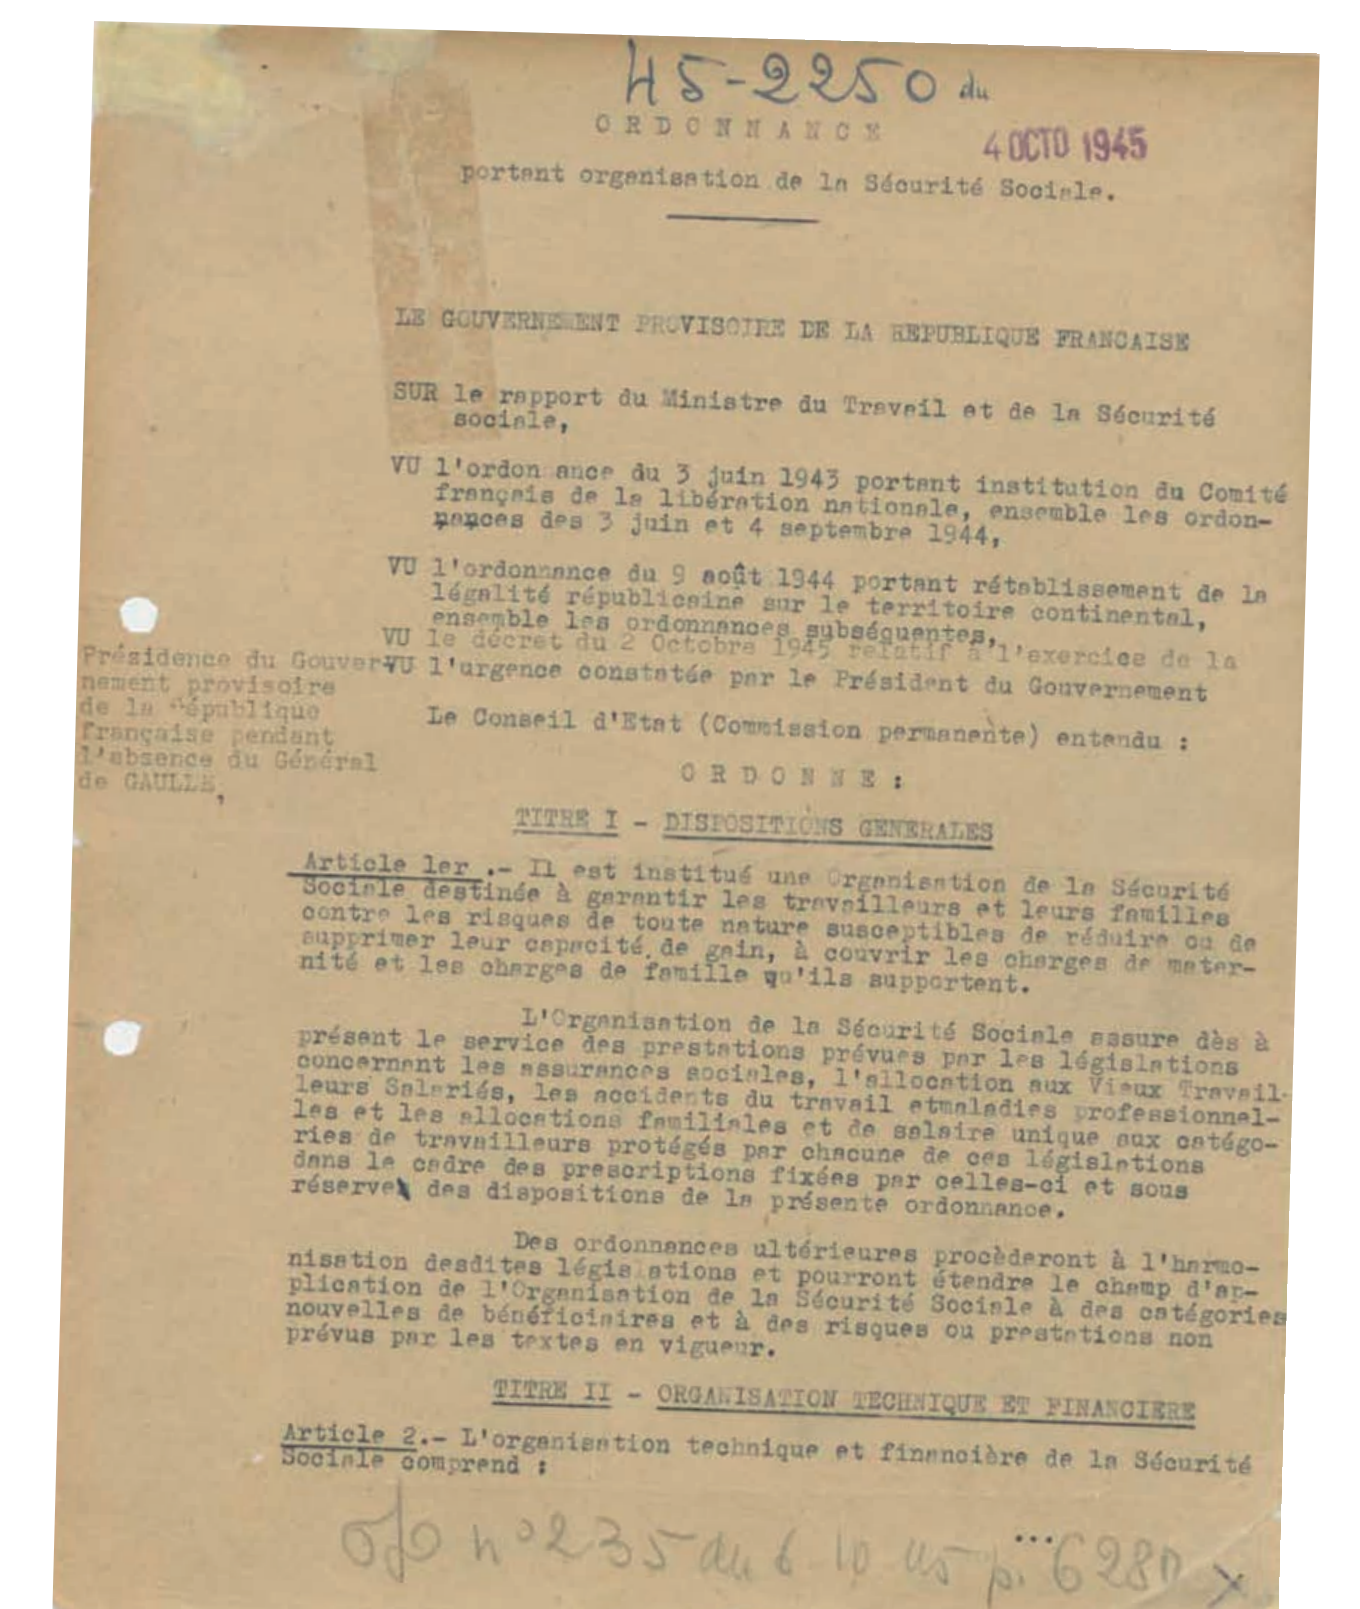 45-2250 du
ORDONNANCE
4 OCTO 1945
portant organisation de la Sécurité Sociale.
LE GOUVERNEMENT PROVISOIRE DE LA REPUBLIQUE FRANCAISE
SUR le rapport du Ministre du Travail et de la Sécurité
sociale,
VU l'ordon ance du 3 juin 1943 portant institution du Comité
français de la libération nationale, ensemble les ordon-
nances des 3 juin et 4 septembre 1944,
VU l'ordonnance du 9 août 1944 portant rétablissement de la
légalité républicaine sur le territoire continental,
ensemble les ordonnances subséquentes,
VU le décret du 2 Octobre 1945 relatif à l'exercice de la
Présidence du Gouver-
nement provisoire
de la République
française pendant
l'absence du Général
de GAULLE,
VU l'urgence constatée par le Président du Gouvernement
Le Conseil d'Etat (Commission permanente) entendu :
ORDONNE :
TITRE I - DISPOSITIONS GENERALES
Article 1er .- Il est institué une Organisation de la Sécurité
Sociale destinée à garantir les travailleurs et leurs familles
contre les risques de toute nature susceptibles de réduire ou de
supprimer leur capacité de gain, à couvrir les charges de mater-
nité et les charges de famille qu'ils supportent.
L'Organisation de la Sécurité Sociale assure dès à
présent le service des prestations prévues par les législations
concernant les assurances sociales, l'allocation aux Vieux Travail-
leurs Salariés, les accidents du travail etmaladies professionnel-
les et les allocations familiales et de salaire unique aux catégo-
ries de travailleurs protégés par chacune de ces législations
dans le cadre des prescriptions fixées par celles-ci et sous
réserve des dispositions de la présente ordonnance.
Des ordonnances ultérieures procèderont à l'harmo-
nisation desdites législations et pourront étendre le champ d'ap-
plication de l'Organisation de la Sécurité Sociale à des catégories
nouvelles de bénéficiaires et à des risques ou prestations non
prévus par les textes en vigueur.
TITRE II - ORGANISATION TECHNIQUE ET FINANCIERE
Article 2.- L'organisation technique et financière de la Sécurité
Sociale comprend :
...
n° 235 du 6 10 45 p. 6280